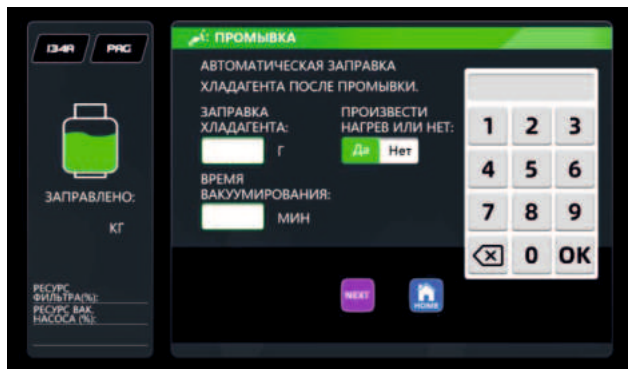 134A
PAG
ПРОМЫВКА
АВТОМАТИЧЕСКАЯ ЗАПРАВКА
ХЛАДАГЕНТА ПОСЛЕ ПРОМЫВКИ.
ЗАПРАВКА
ХЛАДАГЕНТА:
Г
ПРОИЗВЕСТИ
НАГРЕВ ИЛИ НЕТ:
Да Нет
ВРЕМЯ
ВАКУУМИРОВАНИЯ:
МИН
1 2 3
4 5 6
7 8 9
0 OK
ЗАПРАВЛЕНО:
КГ
РЕСУРС
ФИЛЬТРА(%):
РЕСУРС ВАК.
НАСОСА (%):
NEXT
HOME